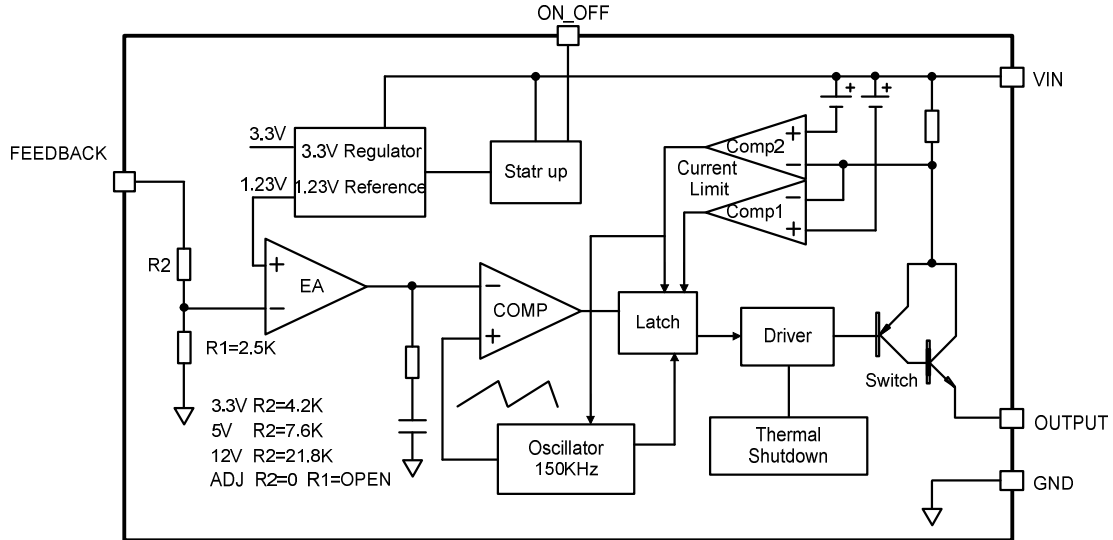 ON_OFF
VIN
FEEDBACK
3.3V
3.3V Regulator
1.23V
1.23V Reference
Statr up
Comp2
Current
Limit
Comp1
+
−
−
+
+
+
R2
+
−
EA
−
+
COMP
Latch
Driver
Switch
R1=2.5K
3.3V R2=4.2K
5V R2=7.6K
12V R2=21.8K
ADJ R2=0 R1=OPEN
Oscillator
150KHz
Thermal
Shutdown
OUTPUT
GND